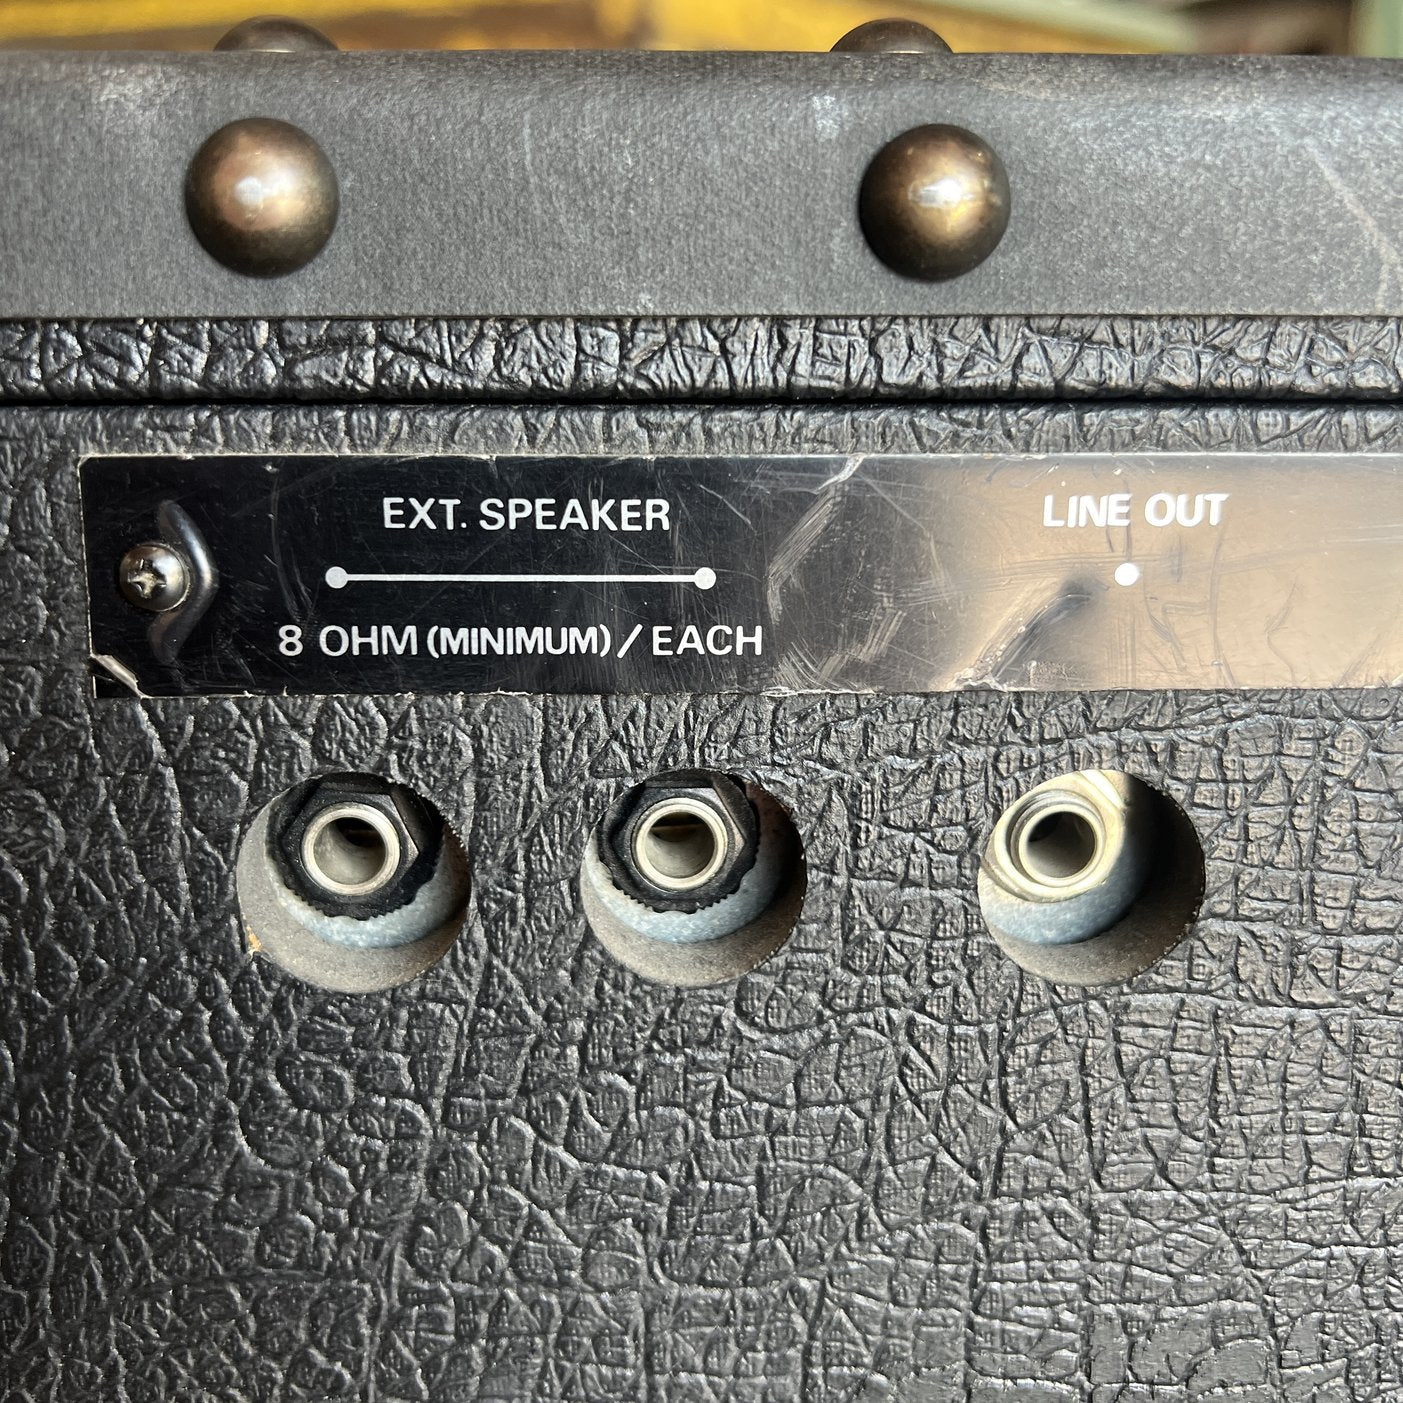 EXT. SPEAKER
8 OHM (MINIMUM) / EACH
LINE OUT